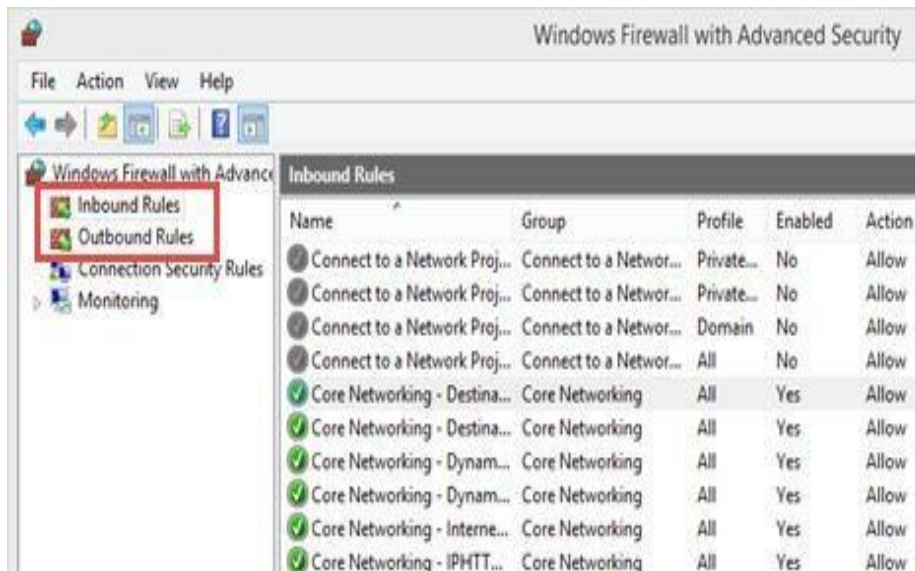 Windows Firewall with Advanced Security
File Action View Help
Windows Firewall with Advance
Inbound Rules
Outbound Rules
Connection Security Rules
Monitoring
Inbound Rules
Name Group Profile Enabled Action
Connect to a Network Proj... Connect to a Networ... Private... No Allow
Connect to a Network Proj... Connect to a Networ... Private... No Allow
Connect to a Network Proj... Connect to a Networ... Domain No Allow
Connect to a Network Proj... Connect to a Networ... All No Allow
Core Networking - Destina... Core Networking All Yes Allow
Core Networking - Destina... Core Networking All Yes Allow
Core Networking - Dynam... Core Networking All Yes Allow
Core Networking - Dynam... Core Networking All Yes Allow
Core Networking - Interne... Core Networking All Yes Allow
Core Networking - IPHTT... Core Networking All Yes Allow